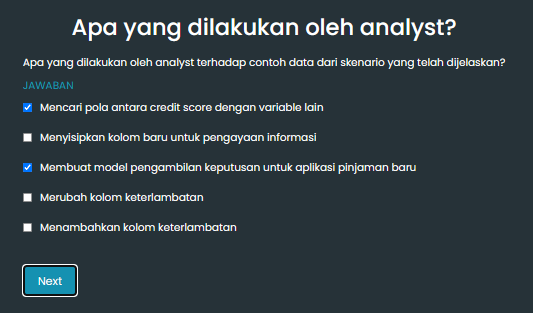 Apa yang dilakukan oleh analyst?
Apa yang dilakukan oleh analyst terhadap contoh data dari skenario yang telah dijelaskan?
JAWABAN
Mencari pola antara credit score dengan variable lain
Menyisipkan kolom baru untuk pengayaan informasi
Membuat model pengambilan keputusan untuk aplikasi pinjaman baru
Merubah kolom keterlambatan
Menambahkan kolom keterlambatan
Next